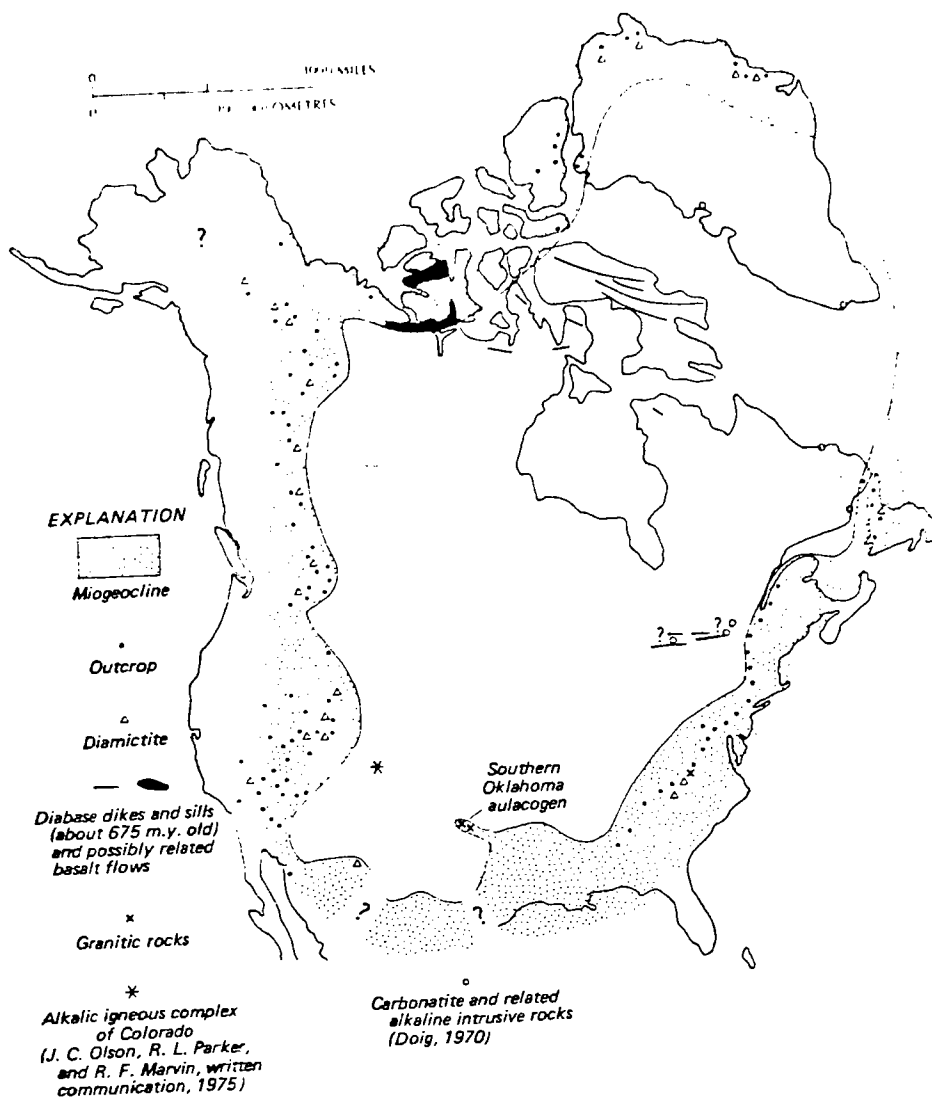 MILES
?
EXPLANATION
Miogeocline
Outcrop
Diamictite
Diabase dikes and sills
(about 675 m.y. old)
and possibly related
basalt flows
Granitic rocks
Alkalic igneous complex
of Colorado
(J. C. Olson, R. L. Parker,
and R. F. Marvin, written
communication, 1975)
? ?
Southern
Oklahoma
aulacogen
? ?
Carbonatite and related
alkaline intrusive rocks
(Doig, 1970)